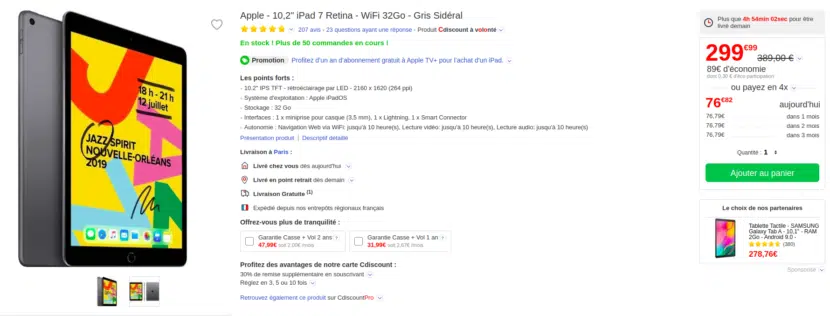 18 h - 21 h
12 juillet
JAZZ SPIRIT
NOUVELLE-ORLÉANS
2019
Apple - 10,2" iPad 7 Retina - WiFi 32Go - Gris Sidéral
207 avis - 23 questions ayant une réponse - Produit Cdiscount à volonté
En stock ! Plus de 50 commandes en cours !
Promotion Profitez d'un an d'abonnement gratuit à Apple TV+ pour l'achat d'un iPad.
Les points forts :
- 10.2" IPS TFT - rétroéclairage par LED - 2160 x 1620 (264 ppi)
- Système d'exploitation : Apple iPadOS
- Stockage : 32 Go
- Interfaces : 1 x miniprise pour casque (3,5 mm), 1 x Lightning, 1 x Smart Connector
- Autonomie : Navigation Web via WiFi: jusqu'à 10 heure(s), Lecture vidéo: jusqu'à 10 heure(s), Lecture audio: jusqu'à 10 heure(s)
Présentation produit | Descriptif détaillé
Livraison à Paris :
Livré chez vous dès aujourd'hui
Livré en point retrait dès demain
Livraison Gratuite (1)
Expédié depuis nos entrepôts régionaux français
Offrez-vous plus de tranquilité :
Garantie Casse + Vol 2 ans
47,99€ soit 2.00€ /mois
Garantie Casse + Vol 1 an
31,99€ soit 2,67€ /mois
Profitez des avantages de notre carte Cdiscount :
30% de remise supplémentaire en souscrivant
Réglez en 3, 5 ou 10 fois
Retrouvez également ce produit sur CdiscountPro
Plus que 4h 54min 02sec pour être
livré demain
299€99 389,00 €
89€ d'économie
dont 0,30 € d'éco-participation
ou payez en 4x
76€82 aujourd'hui
76.79€ dans 1 mois
76.79€ dans 2 mois
76.79€ dans 3 mois
Quantité : 1
Ajouter au panier
Le choix de nos partenaires
Tablette Tactile - SAMSUNG
Galaxy Tab A - 10,1" - RAM
2Go - Android 9.0 -
(380)
278,76€
Sponsorisé